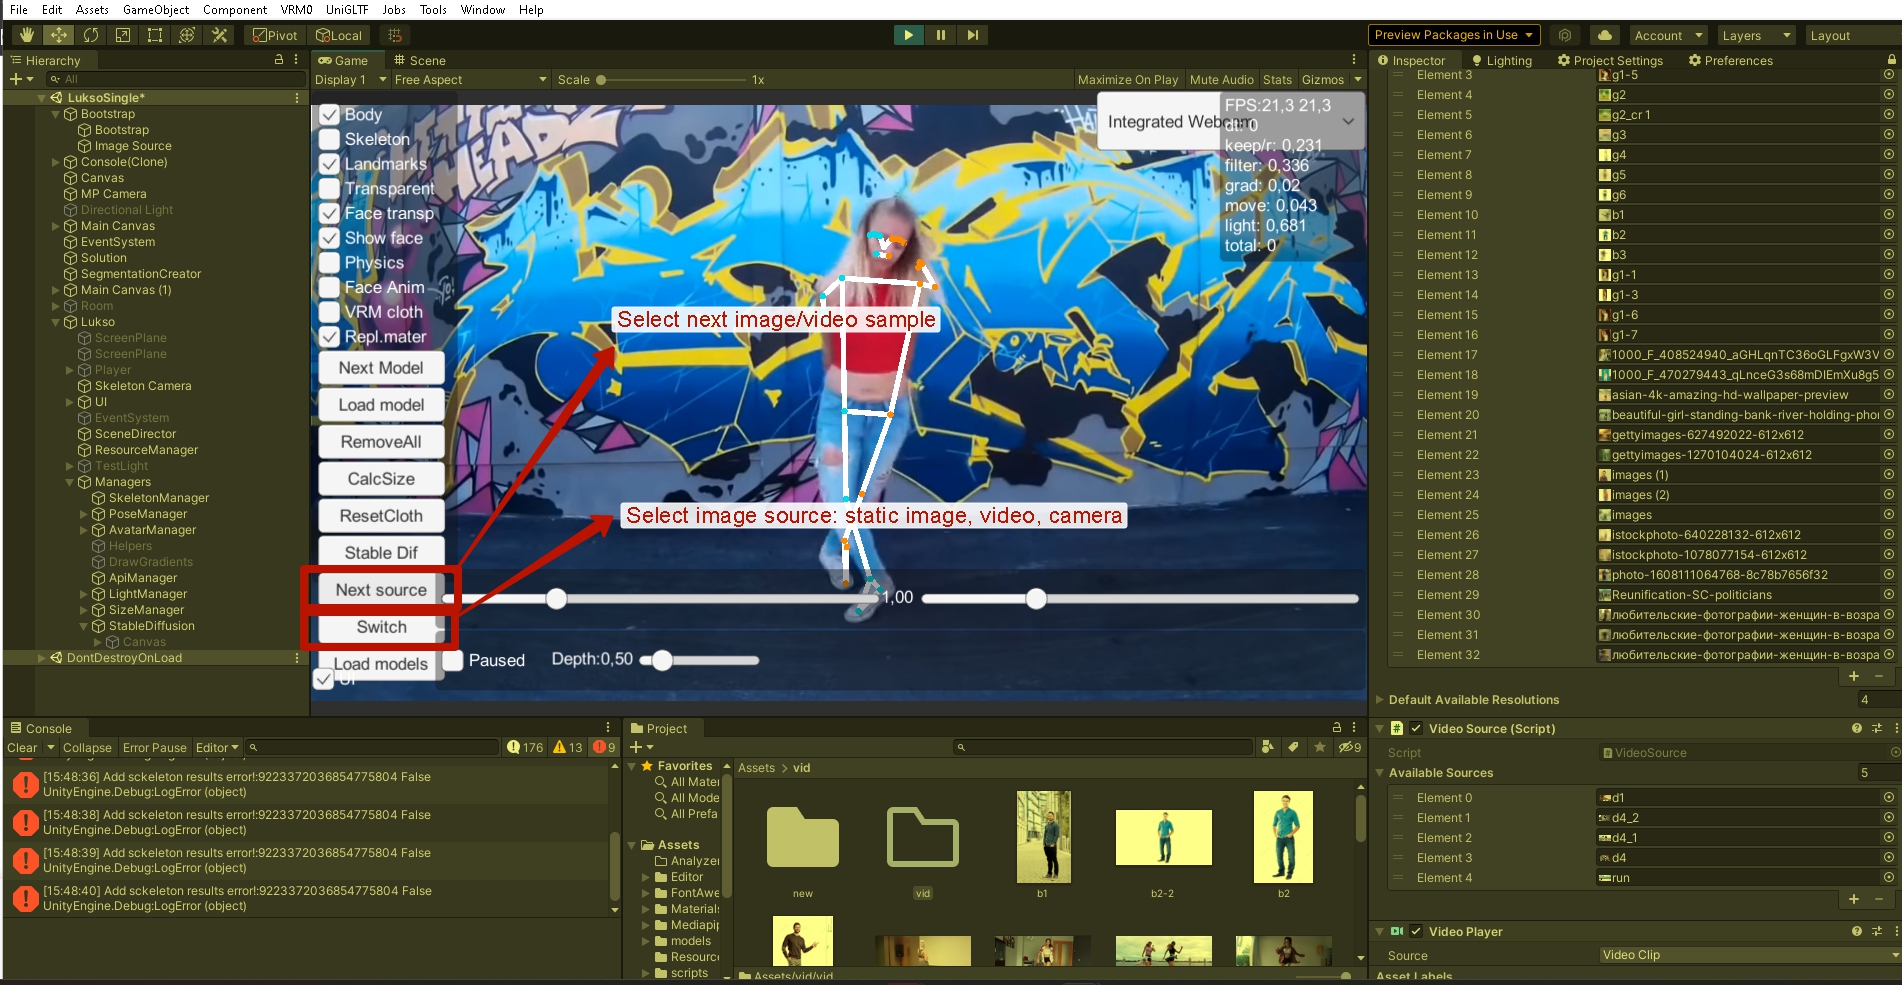 File Edit Assets GameObject Component VRM0 UniGLTF Jobs Tools Window Help
Pivot Local Preview Packages in Use Account Layers Layout
Hierarchy
All
LuksoSingle*
Bootstrap
Bootstrap
Image Source
Console(Clone)
Canvas
MP Camera
Directional Light
Main Canvas
EventSystem
Solution
SegmentationCreator
Main Canvas (1)
Room
Lukso
ScreenPlane
ScreenPlane
Player
Skeleton Camera
UI
EventSystem
SceneDirector
ResourceManager
TestLight
Managers
SkeletonManager
PoseManager
AvatarManager
Helpers
DrawGradients
ApiManager
LightManager
SizeManager
StableDiffusion
Canvas
DontDestroyOnLoad
Game Scene
Display 1 Free Aspect Scale 1x Maximize On Play Mute Audio Stats Gizmos
Body
Skeleton
Landmarks
Transparent
Face transp
Show face
Physics
Face Anim
VRM cloth
Repl.mater
Next Model
Load model
RemoveAll
CalcSize
ResetCloth
Stable Dif
Next source
Switch
Load models
UI
Integrated
FPS:21,3 21,3
dt: 0
keep/r: 0,231
filter: 0,336
grad: 0,02
move: 0,043
light: 0,681
total: 0
Select next image/video sample
Select image source: static image, video, camera
1,00
Paused Depth:0,50
Inspector Lighting Project Settings Preferences
Element 3 g1-5
Element 4 g2
Element 5 g2_cr 1
Element 6 g3
Element 7 g4
Element 8 g5
Element 9 g6
Element 10 b1
Element 11 b2
Element 12 b3
Element 13 g1-1
Element 14 g1-3
Element 15 g1-6
Element 16 g1-7
Element 17 1000_F_408524940_aGHLqnTC36oGLFgxW3V
Element 18 1000_F_470279443_qLnceG3s68mDIEmXu8g5
Element 19 asian-4k-amazing-hd-wallpaper-preview
Element 20 beautiful-girl-standing-bank-river-holding-phon
Element 21 gettyimages-627492022-612x612
Element 22 gettyimages-1270104024-612x612
Element 23 images (1)
Element 24 images (2)
Element 25 images
Element 26 istockphoto-640228132-612x612
Element 27 istockphoto-1078077154-612x612
Element 28 photo-1608111064768-8c78b7656f32
Element 29 Reunification-SC-politicians
Element 30 любительские-фотографии-женщин-в-возра
Element 31 любительские-фотографии-женщин-в-возра
Element 32 любительские-фотографии-женщин-в-возра
Default Available Resolutions 4
Video Source (Script)
Script VideoSource
Available Sources 5
Element 0 d1
Element 1 d4_2
Element 2 d4_1
Element 3 d4
Element 4 run
Video Player
Source Video Clip
Asset Labels
Console
Clear Collapse Error Pause Editor 176 13 9
[15:48:36] Add sckeleton results error!:9223372036854775804 False
UnityEngine.Debug:LogError (object)
[15:48:38] Add sckeleton results error!:9223372036854775804 False
UnityEngine.Debug:LogError (object)
[15:48:39] Add sckeleton results error!:9223372036854775804 False
UnityEngine.Debug:LogError (object)
[15:48:40] Add sckeleton results error!:9223372036854775804 False
UnityEngine.Debug:LogError (object)
Project
9
Favorites
All Mater
All Mode
All Prefa
Assets
Analyzer
Editor
FontAwe
Materials
Mediapip
models
Resource
scripts
Assets > vid
new vid b1 b2-2 b2
Assets/vid/vid